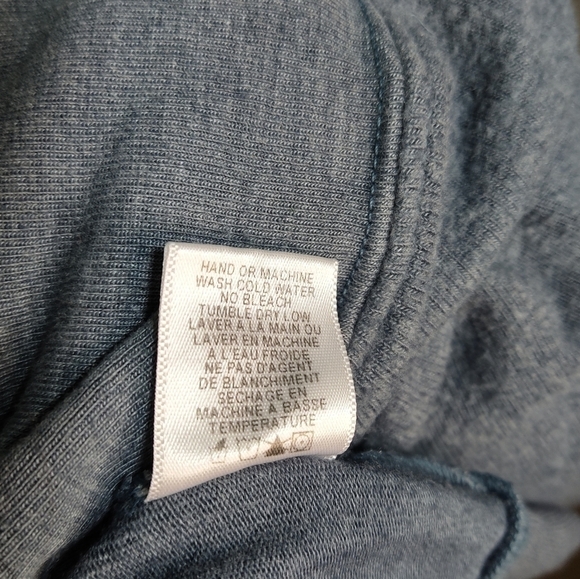 HAND OR MACHINE
WASH COLD WATER
NO BLEACH
TUMBLE DRY LOW
LAVER A LA MAIN OU
LAVER EN MACHINE
A L'EAU FROIDE
NE PAS D'AGENT
DE BLANCHIMENT
SECHAGE EN
MACHINE A BASSE
TEMPERATURE